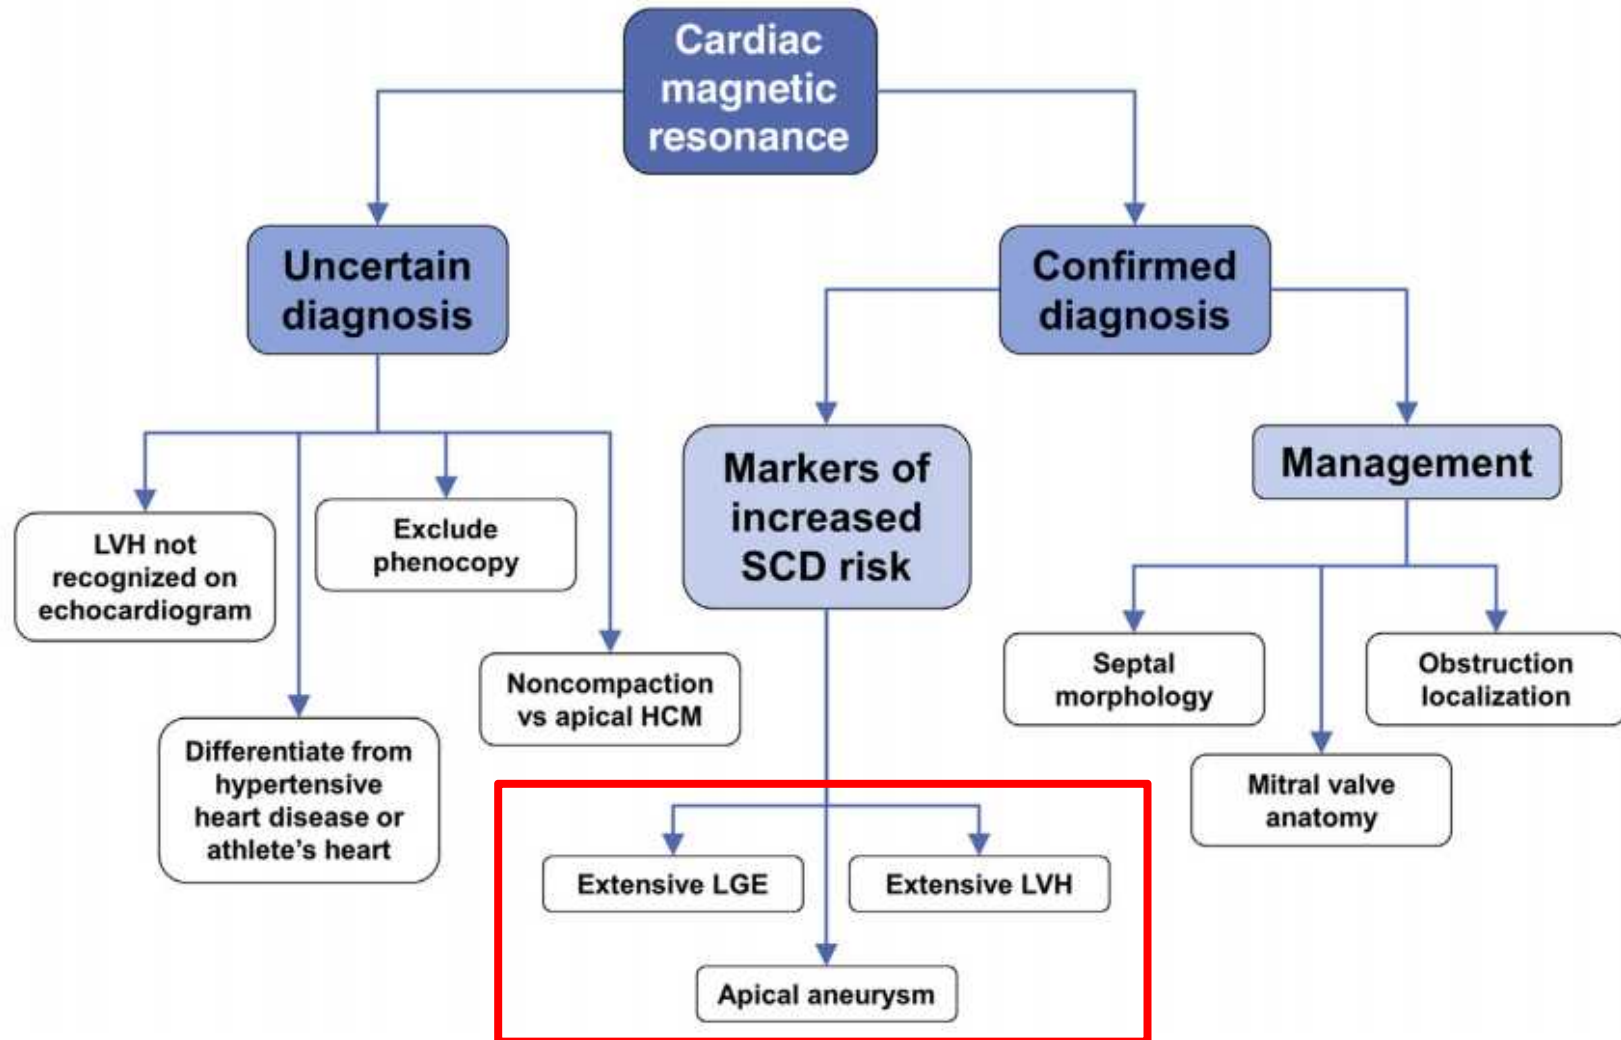 Cardiac
magnetic
resonance
Uncertain
diagnosis
Confirmed
diagnosis
LVH not
recognized on
echocardiogram
Exclude
phenocopy
Differentiate from
hypertensive
heart disease or
athlete's heart
Noncompaction
vs apical HCM
Markers of
increased
SCD risk
Management
Extensive LGE
Extensive LVH
Apical aneurysm
Septal
morphology
Mitral valve
anatomy
Obstruction
localization